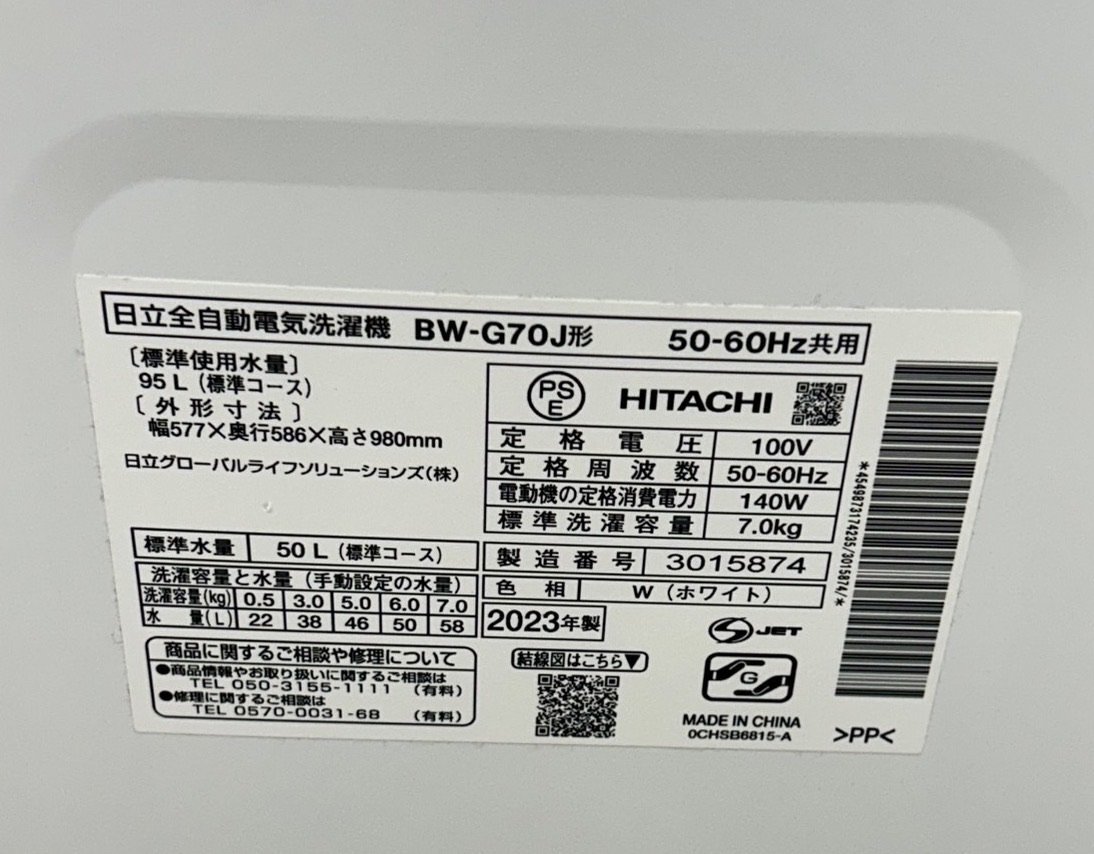 日立全自動電気洗濯機 BW-G70J形 50-60Hz共用
〔標準使用水量〕
95 L（標準コース）
〔外形寸法〕
幅577×奥行586×高さ980mm
日立グローバルライフソリューションズ(株)
PS
E
HITACHI
定格電圧 100V
定格周波数 50-60Hz
電動機の定格消費電力 140W
標準洗濯容量 7.0kg
標準水量 50 L（標準コース）
洗濯容量と水量（手動設定の水量）
洗濯容量(kg) 0.5 3.0 5.0 6.0 7.0
水量(L) 22 38 46 50 58
製造番号 3015874
色相 W（ホワイト）
2023年製
JET
商品に関するご相談や修理について
●商品情報やお取り扱いに関するご相談は
TEL 050-3155-1111 （有料）
●修理に関するご相談は
TEL 0570-0031-68 （有料）
結線図はこちら▼
G
MADE IN CHINA
0CHSB6815-A
>PP<
*4549873174235/3015874/*